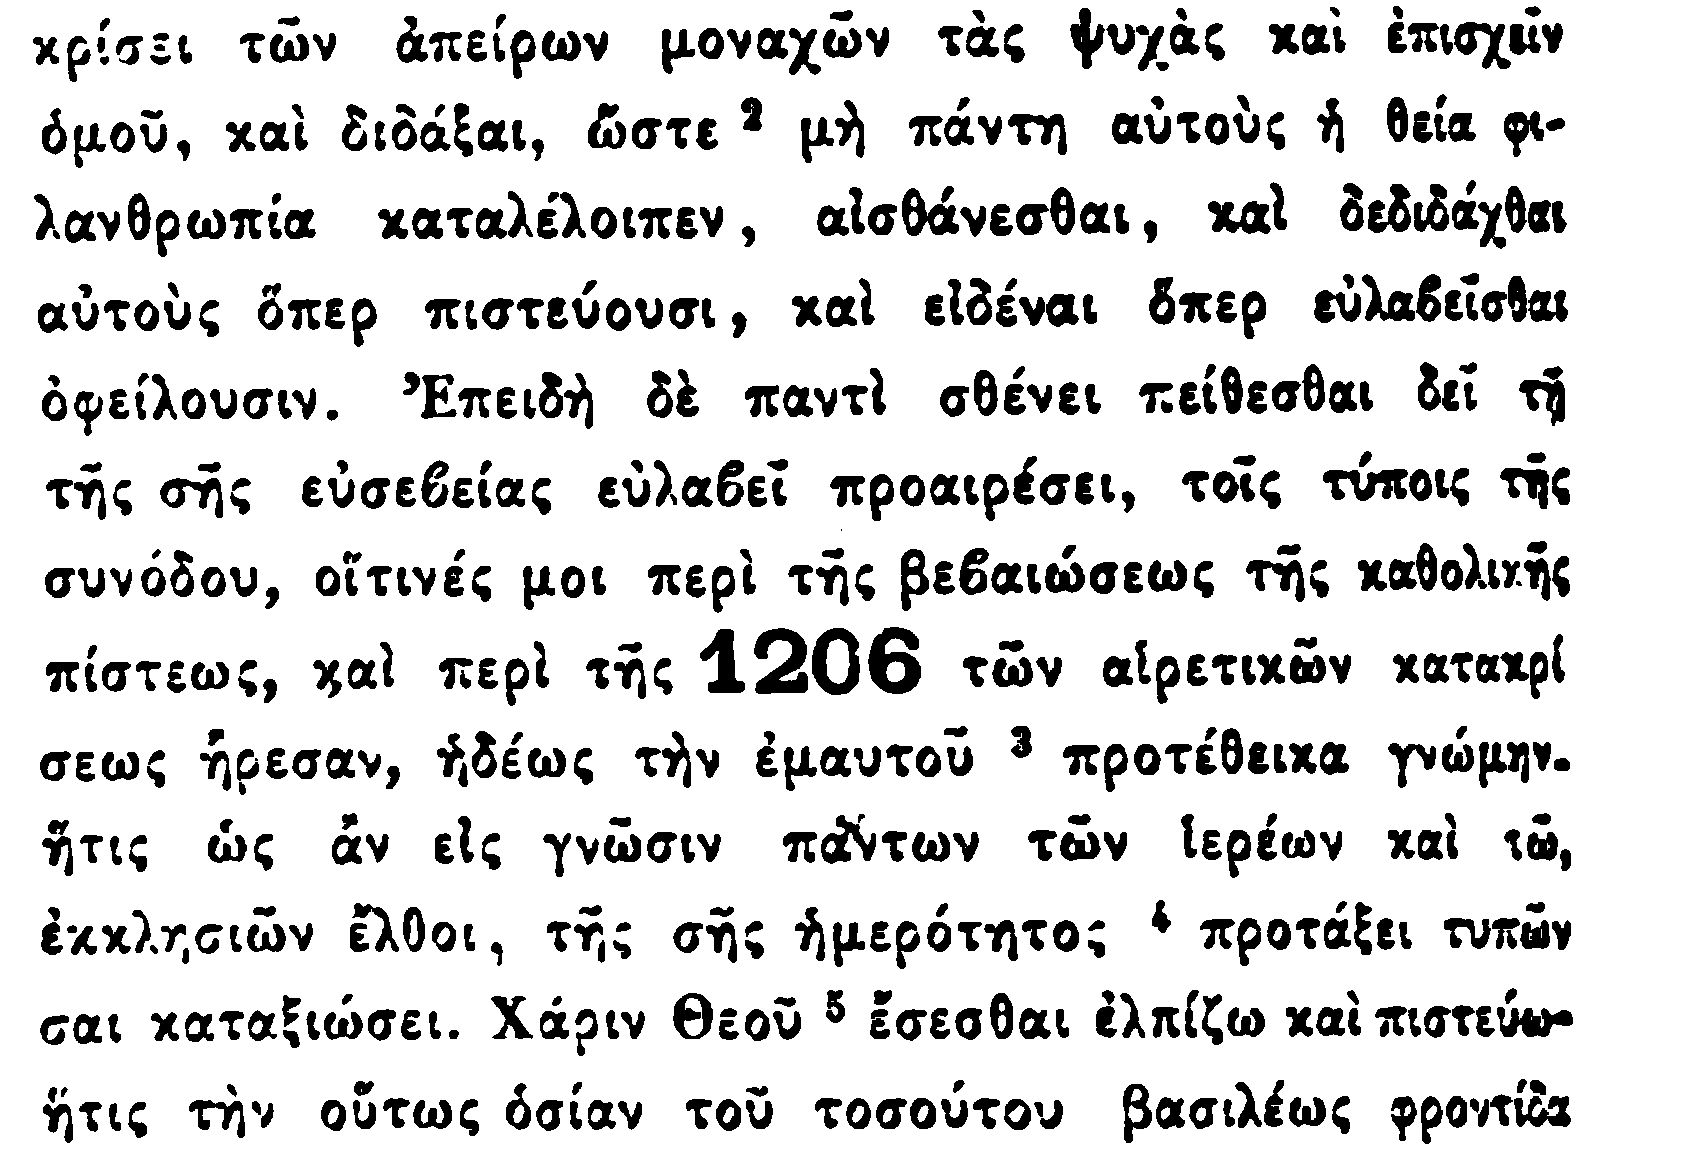 κρίσει τῶν ἀπείρων μοναχῶν τὰς ψυχὰς καὶ ἐπισχεῖν
ὁμοῦ, καὶ διδάξαι, ὥστε ² μὴ πάντη αὐτοὺς ἡ θεία φι-
λανθρωπία καταλέλοιπεν, αἰσθάνεσθαι, καὶ δεδιδάχθαι
αὐτοὺς ὅπερ πιστεύουσι, καὶ εἰδέναι ὅπερ εὐλαβεῖσθαι
ὀφείλουσιν. Ἐπειδὴ δὲ παντὶ σθένει πείθεσθαι δεῖ τῇ
τῆς σῆς εὐσεϐείας εὐλαϐεῖ προαιρέσει, τοῖς τύποις τῆς
συνόδου, οἵτινές μοι περὶ τῆς βεϐαιώσεως τῆς καθολικῆς
πίστεως, καὶ περὶ τῆς 1206 τῶν αἱρετικῶν κατακρί
σεως ἤρεσαν, ἡδέως τὴν ἐμαυτοῦ ³ προτέθεικα γνώμην.
ἥτις ὡς ἂν εἰς γνῶσιν πάντων τῶν ἱερέων καὶ τῶ,
ἐκκλησιῶν ἔλθοι, τῆς σῆς ἡμερότητος ⁴ προτάξει τυπῶν
σαι καταξιώσει. Χάριν Θεοῦ ⁵ ἔσεσθαι ἐλπίζω καὶ πιστεύω-
ἥτις τὴν οὕτως ὁσίαν τοῦ τοσούτου βασιλέως φροντίδα